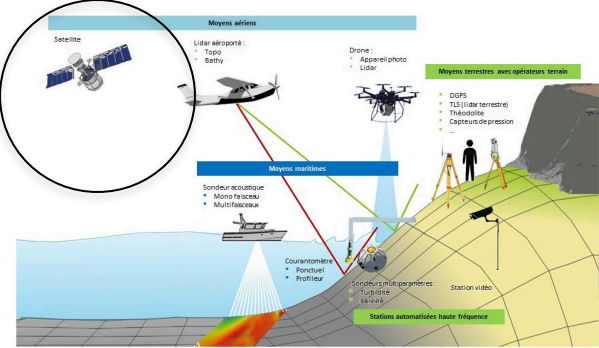 Moyens aériens
Satellite
Lidar aéroporté :
Topo
Bathy
Drone :
Appareil photo
Lidar
Moyens terrestres avec opérateurs terrain
DGPS
TLS (lidar terrestre)
Théodolite
Capteurs de pression
...
Moyens maritimes
Sondeur acoustique
Mono faisceau
Multifaisceaux
Courantomètre
Ponctuel
Profileur
Sondeurs multiparamètres :
Turbidité
salinité
Station vidéo
Stations automatisées haute fréquence